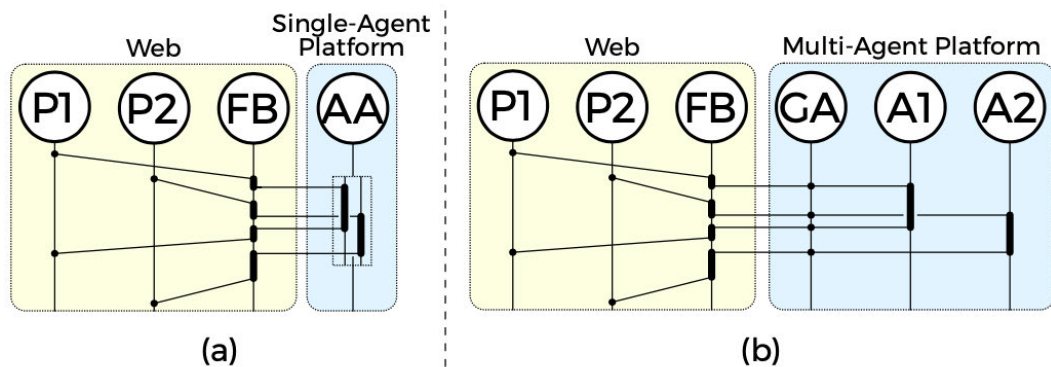 Web
Single-Agent
Platform
P1 P2 FB AA
(a)
Web
Multi-Agent Platform
P1 P2 FB GA A1 A2
(b)